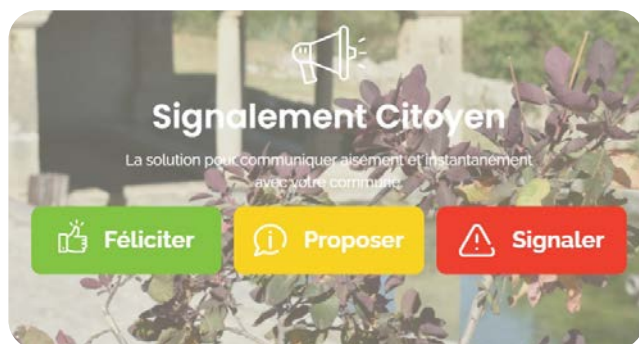 Signalement Citoyen
La solution pour communiquer aisément et instantanément
avec votre commune
Féliciter
Proposer
Signaler